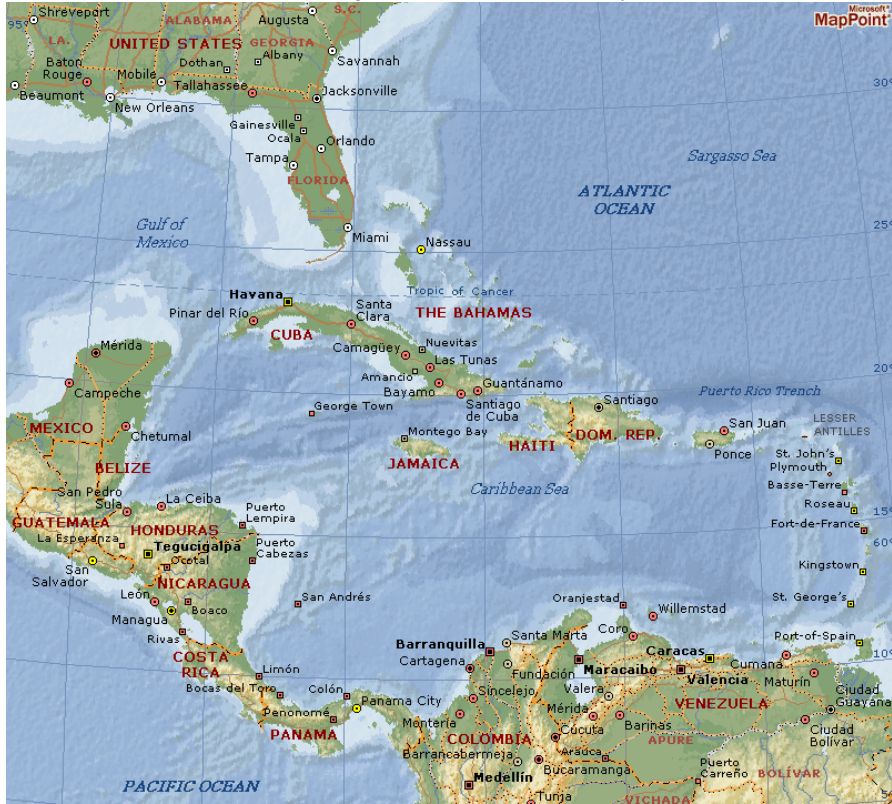 Shreveport
ALABAMA
Augusta
S.C.
Microsoft®
MapPoint®
95°
LA.
UNITED STATES
GEORGIA
Baton
Rouge
Mobile
Dothan
Albany
Savannah
Tallahassee
Jacksonville
30°
Beaumont
New Orleans
Gainesville
Ocala
Orlando
Tampa
FLORIDA
Sargasso Sea
ATLANTIC
OCEAN
Gulf of
Mexico
Miami
Nassau
25°
Tropic of Cancer
Havana
Pinar del Río
Santa
Clara
THE BAHAMAS
CUBA
Mérida
Camagüey
Nuevitas
Las Tunas
Amancio
Bayamo
Guantánamo
20°
Campeche
George Town
Santiago
de Cuba
Santiago
Puerto Rico Trench
San Juan
LESSER
ANTILLES
MEXICO
Chetumal
Montego Bay
HAITI
DOM. REP.
Ponce
BELIZE
JAMAICA
St. John's
Plymouth
Basse-Terre
San Pedro
Sula
La Ceiba
Caribbean Sea
Roseau
GUATEMALA
HONDURAS
Puerto
Lempira
15°
Fort-de-France
60°
La Esperanza
Tegucigalpa
Puerto
Cabezas
San
Salvador
Ocotal
NICARAGUA
Kingstown
León
Boaco
San Andrés
Oranjestad
Willemstad
St. George's
Managua
Rivas
Barranquilla
Santa Marta
Coro
Caracas
Port-of-Spain
COSTA
RICA
Limón
Cartagena
Fundación
Maracaibo
Valencia
Cumana
10°
Bocas del Toro
Colón
Panama City
Sincelejo
Valera
Maturín
Ciudad
Guayana
Penonomé
Montería
Mérida
Barinas
VENEZUELA
PANAMA
COLOMBIA
Cúcuta
APURE
Ciudad
Bolívar
Barrancabermeja
Arauca
Bucaramanga
Puerto
Carreño
BOLÍVAR
PACIFIC OCEAN
Medellín
Tunja
VICHADA
5°